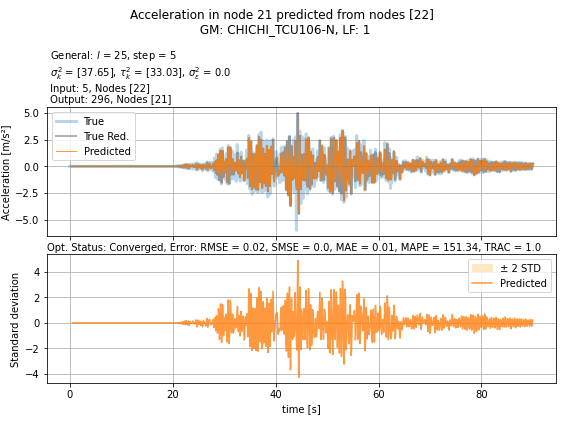 Acceleration in node 21 predicted from nodes [22]
GM: CHICHI_TCU106-N, LF: 1
General: l = 25, step = 5
σ²ₖ = [37.65], τ²ₖ = [33.03], σ²ε = 0.0
Input: 5, Nodes [22]
Output: 296, Nodes [21]
5.0
2.5
0.0
−2.5
−5.0
Acceleration [m/s²]
True
True Red.
Predicted
Opt. Status: Converged, Error: RMSE = 0.02, SMSE = 0.0, MAE = 0.01, MAPE = 151.34, TRAC = 1.0
4
2
0
−2
−4
Standard deviation
± 2 STD
Predicted
0 20 40 60 80
time [s]